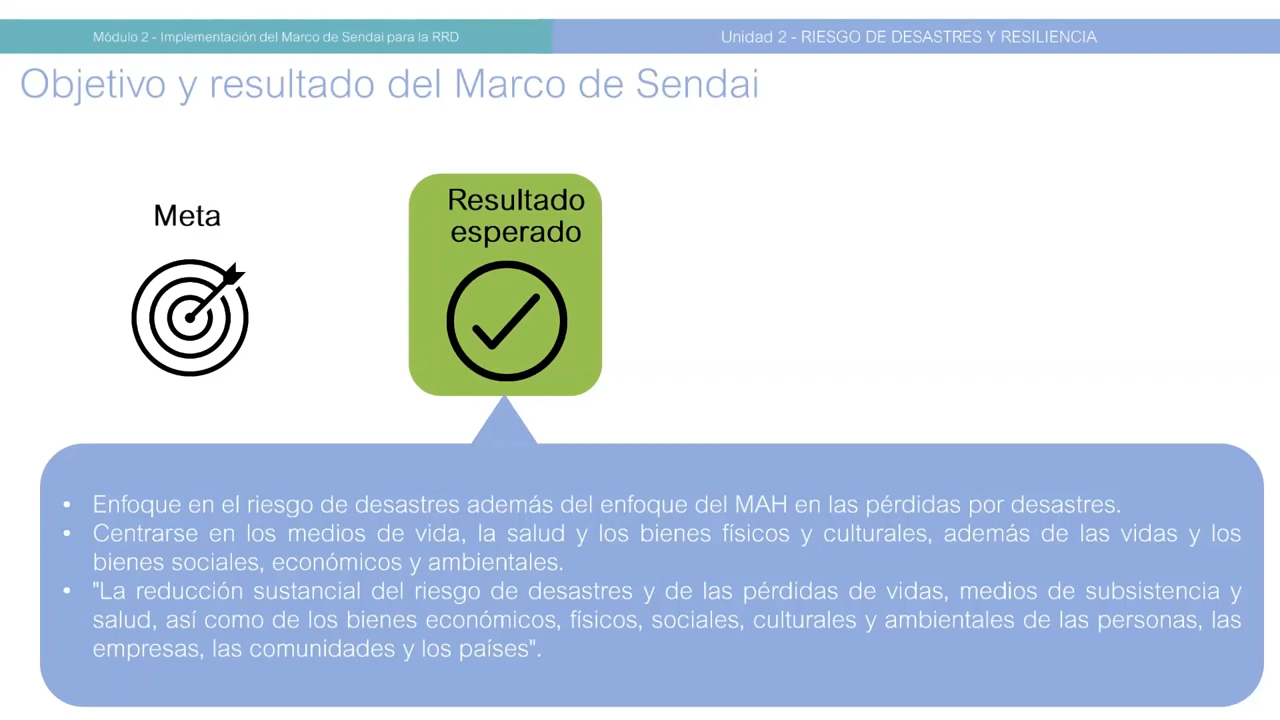 Módulo 2 - Implementación del Marco de Sendai para la RRD
Unidad 2 - RIESGO DE DESASTRES Y RESILIENCIA
Objetivo y resultado del Marco de Sendai
Meta
Resultado
esperado
• Enfoque en el riesgo de desastres además del enfoque del MAH en las pérdidas por desastres.
• Centrarse en los medios de vida, la salud y los bienes físicos y culturales, además de las vidas y los
bienes sociales, económicos y ambientales.
• "La reducción sustancial del riesgo de desastres y de las pérdidas de vidas, medios de subsistencia y
salud, así como de los bienes económicos, físicos, sociales, culturales y ambientales de las personas, las
empresas, las comunidades y los países".